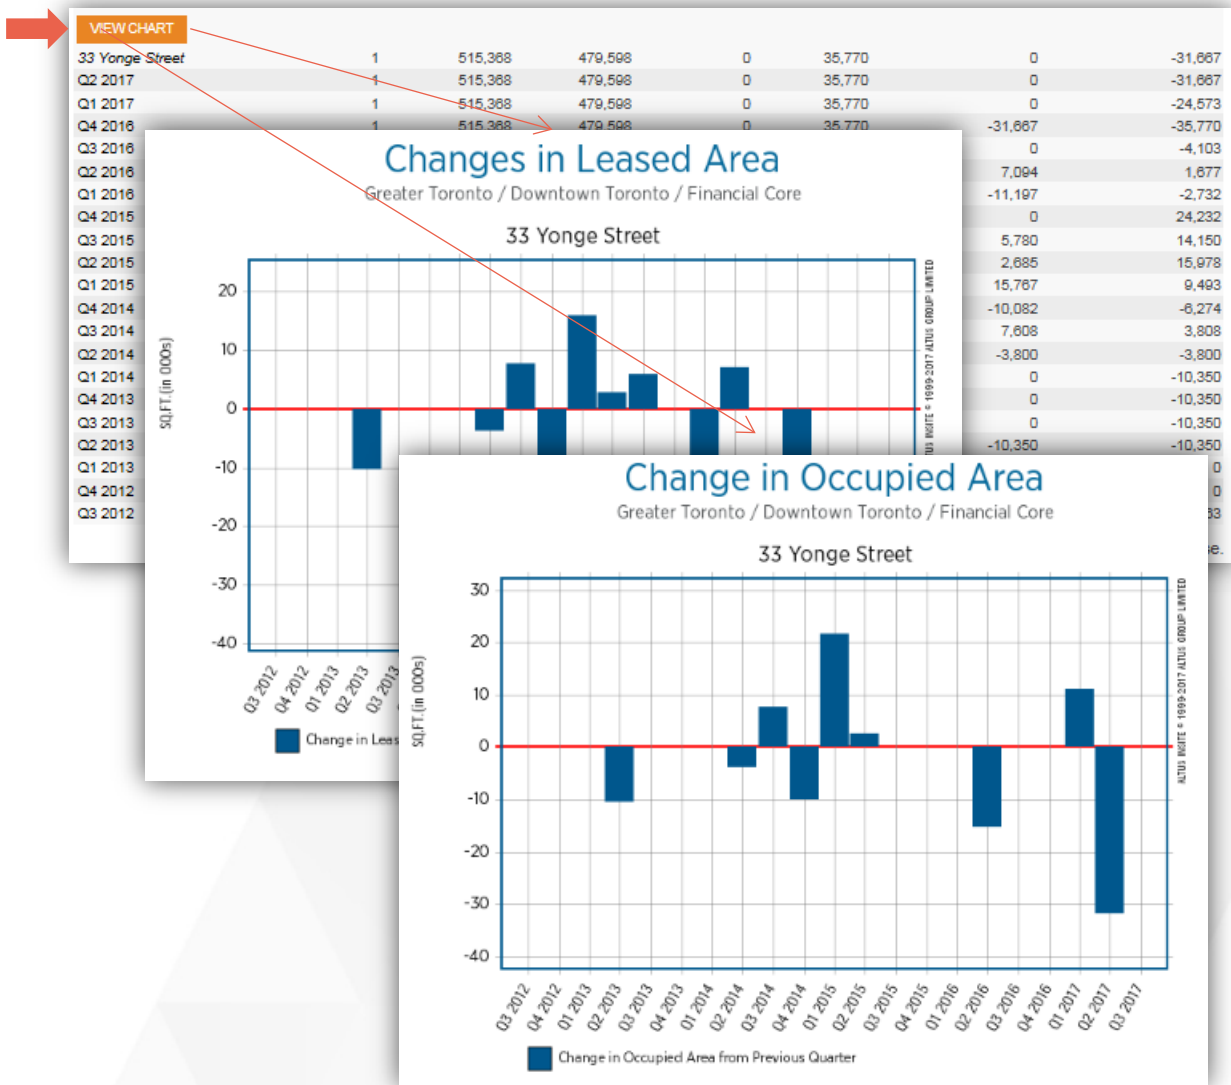 VIEW CHART
33 Yonge Street 1 515,368 479,598 0 35,770 0 -31,667
Q2 2017 1 515,368 479,598 0 35,770 0 -31,667
Q1 2017 1 515,368 479,598 0 35,770 0 -24,573
Q4 2016 1 515,368 479,598 0 35,770 -31,667 -35,770
Q3 2016 0 -4,103
Q2 2016 7,094 1,677
Q1 2016 -11,197 -2,732
Q4 2015 0 24,232
Q3 2015 5,780 14,150
Q2 2015 2,685 15,978
Q1 2015 15,767 9,493
Q4 2014 -10,082 -6,274
Q3 2014 7,608 3,808
Q2 2014 -3,800 -3,800
Q1 2014 0 -10,350
Q4 2013 0 -10,350
Q3 2013 0 -10,350
Q2 2013 -10,350 -10,350
Q1 2013 0
Q4 2012 0
Q3 2012 33
se.
Changes in Leased Area
Greater Toronto / Downtown Toronto / Financial Core
33 Yonge Street
20
10
0
-10
-20
-30
-40
SQ.FT.(in 000s)
TUS INSITE © 1999-2017 ALTUS GROUP LIMITED
Q3 2012
Q4 2012
Q1 2013
Q2 2013
Q3 2013
Change in Leas
Change in Occupied Area
Greater Toronto / Downtown Toronto / Financial Core
33 Yonge Street
30
20
10
0
-10
-20
-30
-40
SQ.FT.(in 000s)
ALTUS INSITE © 1999-2017 ALTUS GROUP LIMITED
Q3 2012
Q4 2012
Q1 2013
Q2 2013
Q3 2013
Q4 2013
Q1 2014
Q2 2014
Q3 2014
Q4 2014
Q1 2015
Q2 2015
Q3 2015
Q4 2015
Q1 2016
Q2 2016
Q3 2016
Q4 2016
Q1 2017
Q2 2017
Q3 2017
Change in Occupied Area from Previous Quarter